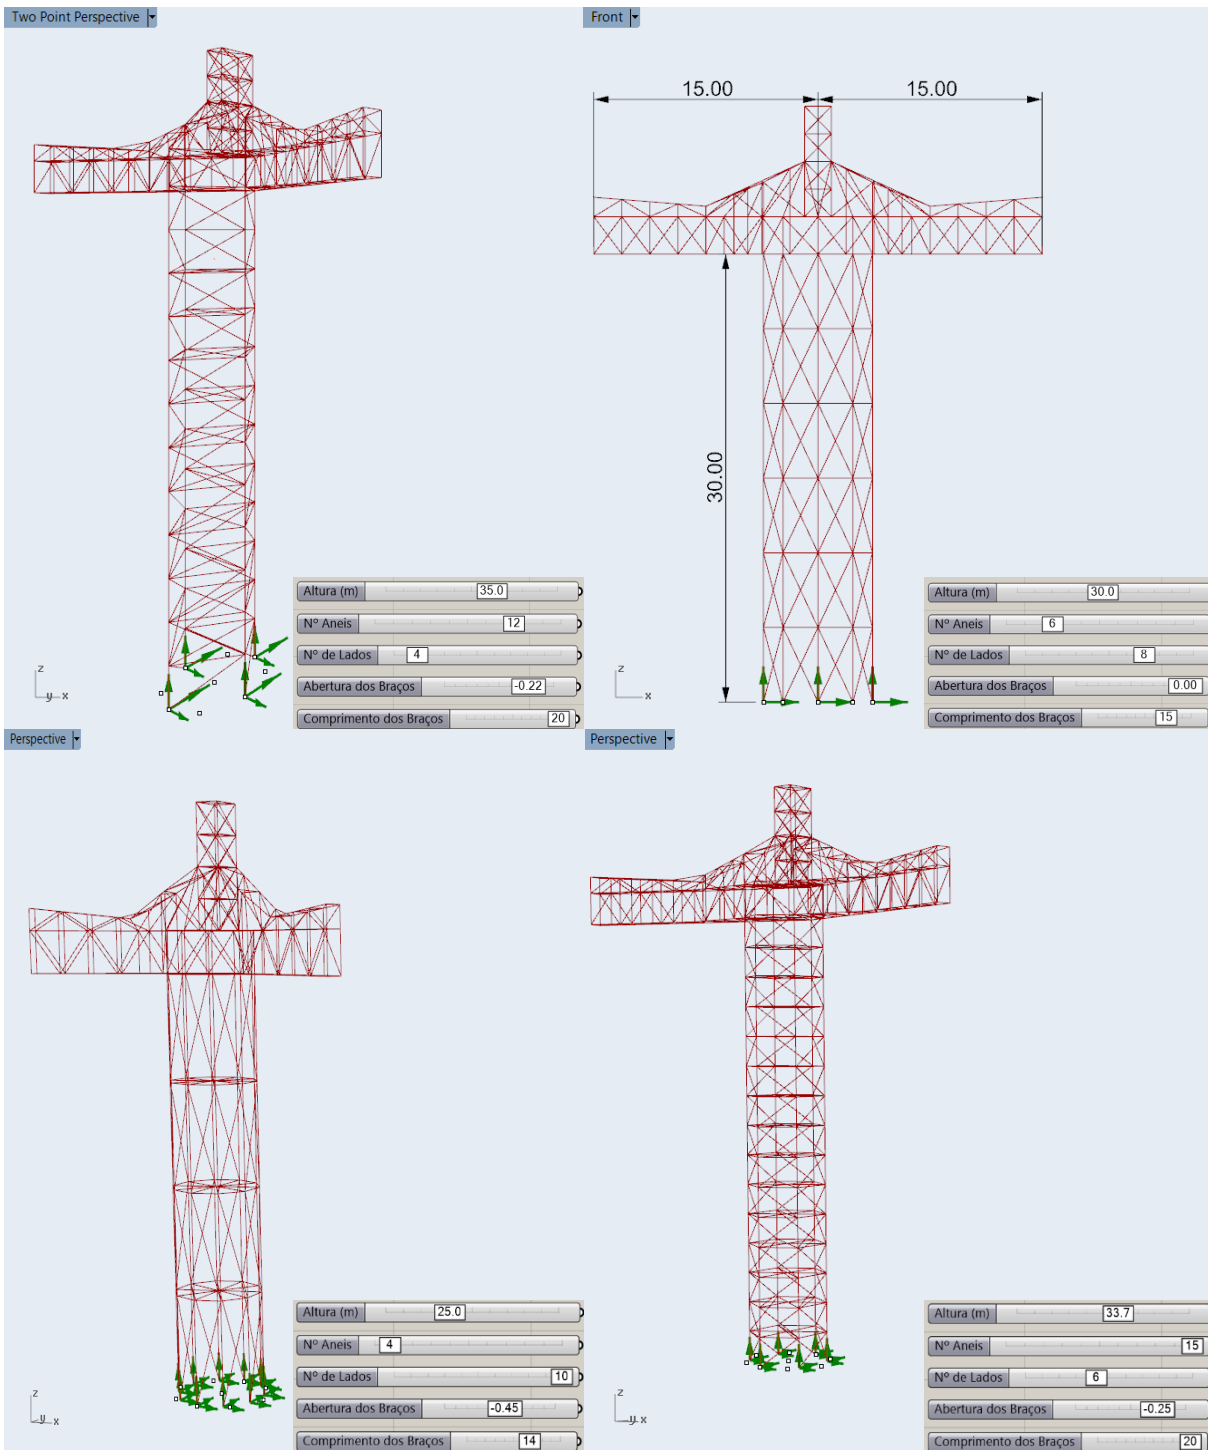 Two Point Perspective
Altura (m) 35.0
Nº Aneis 12
Nº de Lados 4
Abertura dos Braços -0.22
Comprimento dos Braços 20
z
y x
Front
15.00 15.00
30.00
Altura (m) 30.0
Nº Aneis 6
Nº de Lados 8
Abertura dos Braços 0.00
Comprimento dos Braços 15
z
x
Perspective
Altura (m) 25.0
Nº Aneis 4
Nº de Lados 10
Abertura dos Braços -0.45
Comprimento dos Braços 14
z
y x
Perspective
Altura (m) 33.7
Nº Aneis 15
Nº de Lados 6
Abertura dos Braços -0.25
Comprimento dos Braços 20
z
y x